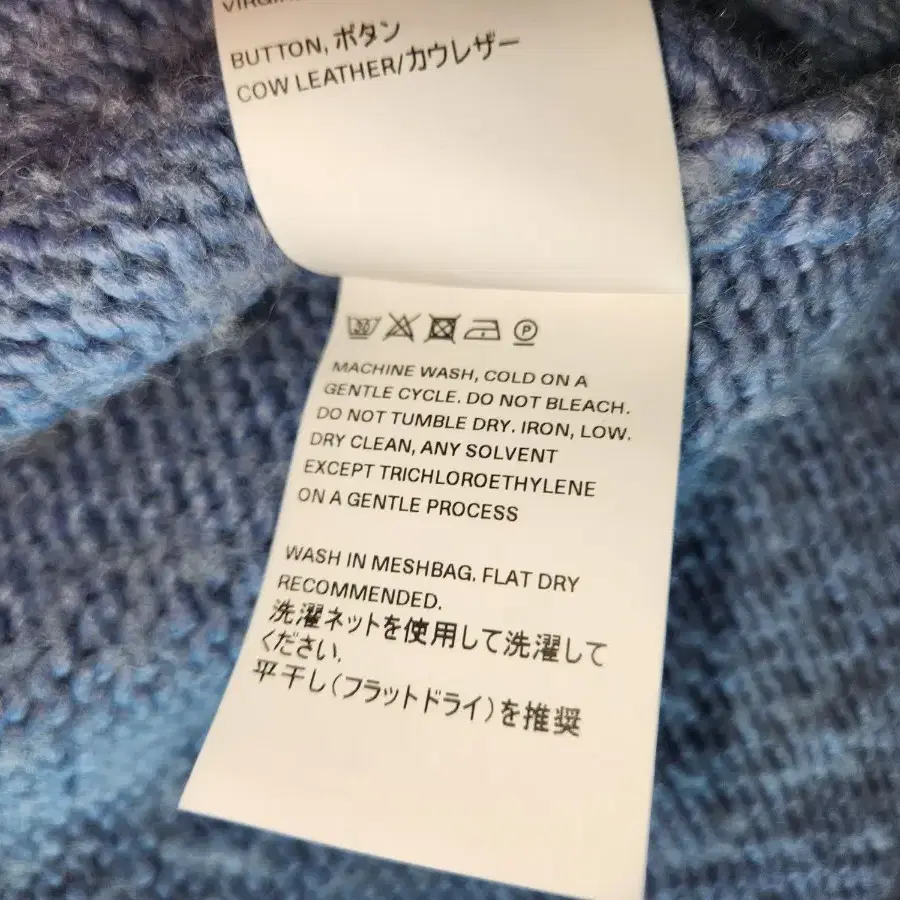 BUTTON, ボタン
COW LEATHER/カウレザー
30 P
MACHINE WASH, COLD ON A
GENTLE CYCLE. DO NOT BLEACH.
DO NOT TUMBLE DRY. IRON, LOW.
DRY CLEAN, ANY SOLVENT
EXCEPT TRICHLOROETHYLENE
ON A GENTLE PROCESS
WASH IN MESHBAG. FLAT DRY
RECOMMENDED.
洗濯ネットを使用して洗濯して
ください.
平干し(フラットドライ)を推奨